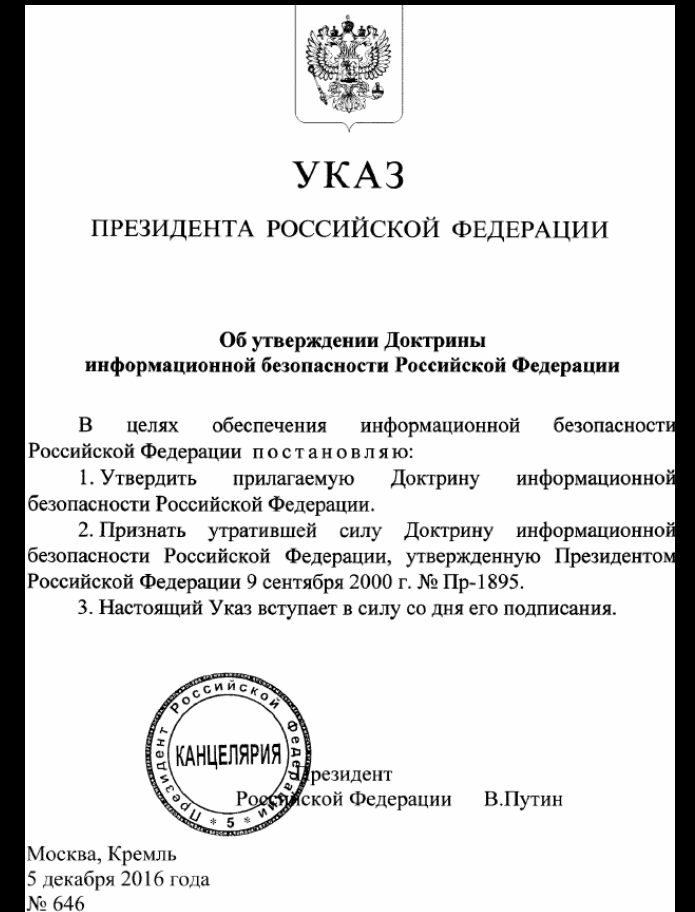 УКАЗ
ПРЕЗИДЕНТА РОССИЙСКОЙ ФЕДЕРАЦИИ
Об утверждении Доктрины
информационной безопасности Российской Федерации
В целях обеспечения информационной безопасности
Российской Федерации постановляю:
1. Утвердить прилагаемую Доктрину информационной
безопасности Российской Федерации.
2. Признать утратившей силу Доктрину информационной
безопасности Российской Федерации, утвержденную Президентом
Российской Федерации 9 сентября 2000 г. № Пр-1895.
3. Настоящий Указ вступает в силу со дня его подписания.
Президент Российской Федерации
КАНЦЕЛЯРИЯ
* 5 *
Президент
Российской Федерации В.Путин
Москва, Кремль
5 декабря 2016 года
№ 646